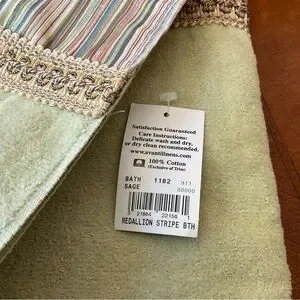 Satisfaction Guaranteed
Care Instructions:
Delicate wash and dry,
or dry clean recommended.
www.avantilinens.com
100% Cotton
(Exclusive of Trim)
BATH 1182 911
SAGE 00000
21864 22156
MEDALLION STRIPE BTH